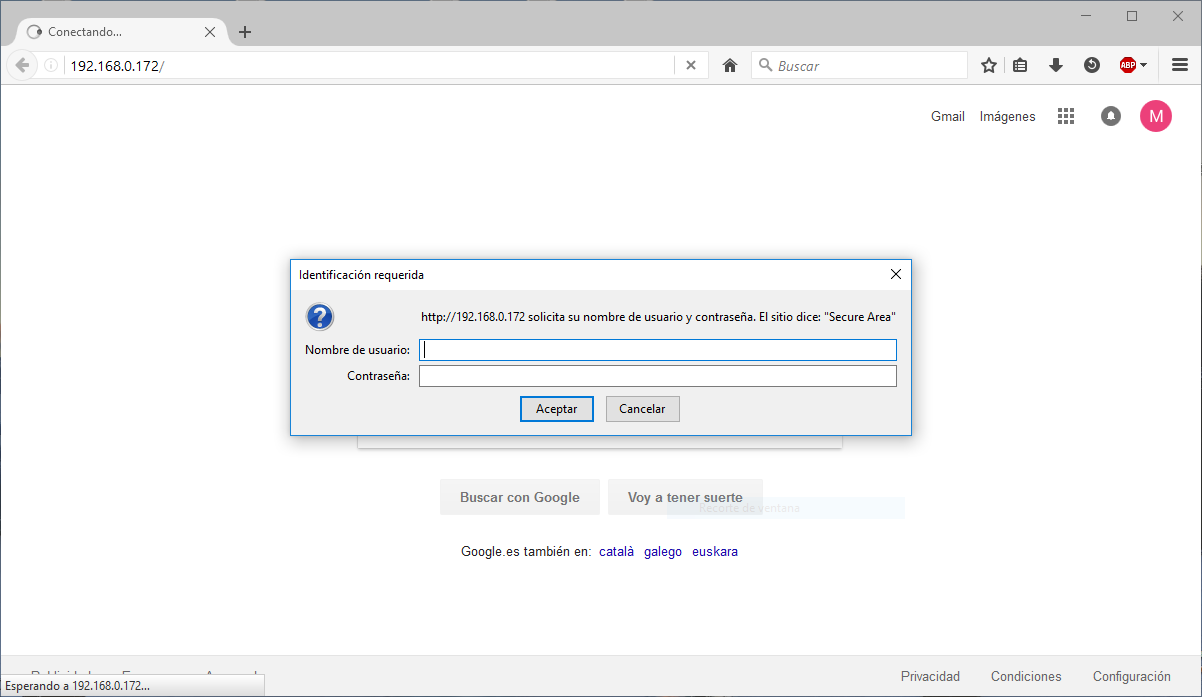 Conectando...
192.168.0.172/
Buscar
ABP
Gmail Imágenes M
Identificación requerida
http://192.168.0.172 solicita su nombre de usuario y contraseña. El sitio dice: "Secure Area"
Nombre de usuario:
Contraseña:
Aceptar Cancelar
Buscar con Google Voy a tener suerte
Recorte de ventana
Google.es también en: català galego euskara
Privacidad Condiciones Configuración
Esperando a 192.168.0.172...